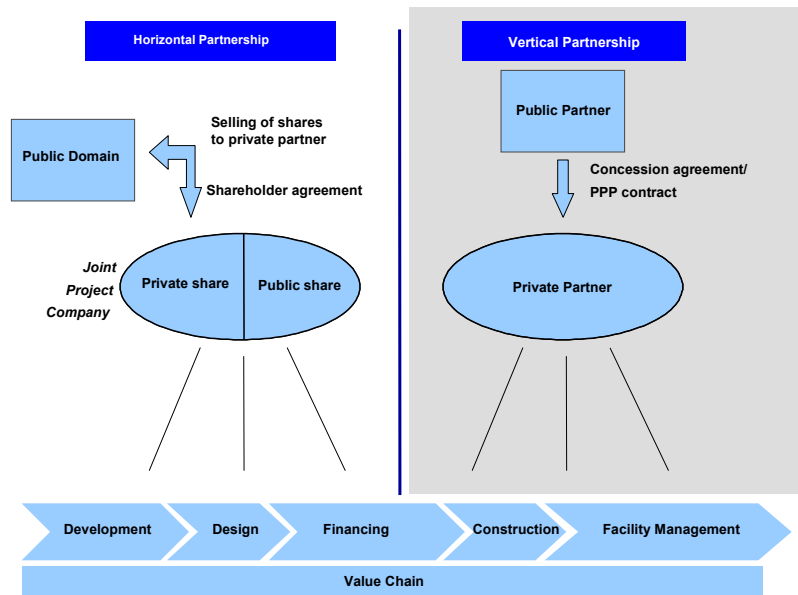 Horizontal Partnership
Vertical Partnership
Public Domain
Selling of shares
to private partner
Shareholder agreement
Joint
Project
Company
Private share
Public share
Public Partner
Concession agreement/
PPP contract
Private Partner
Development
Design
Financing
Construction
Facility Management
Value Chain